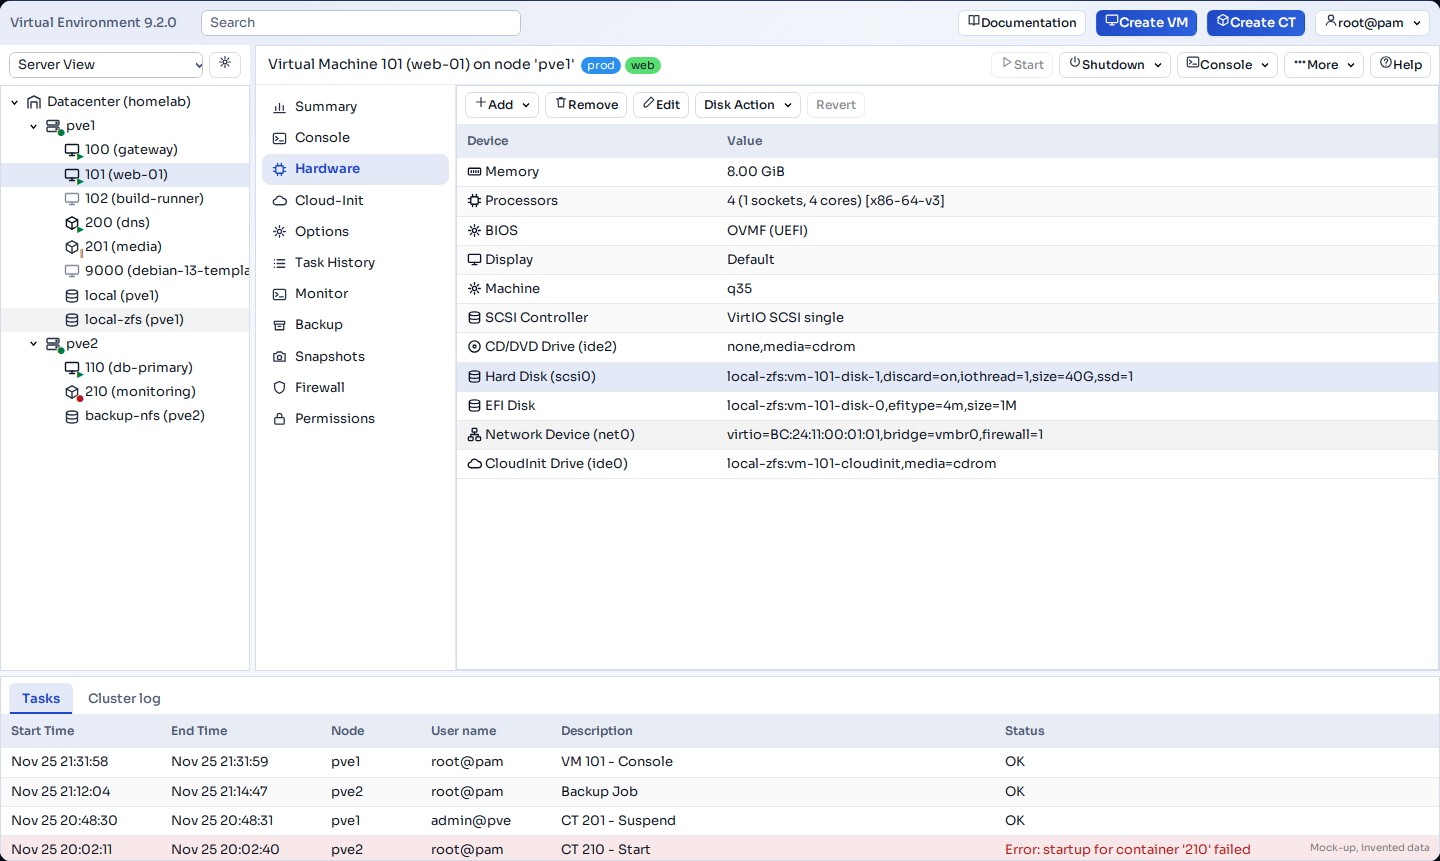 Virtual Environment 9.2.0 Search Documentation Create VM Create CT root@pam
Server View
Virtual Machine 101 (web-01) on node 'pve1' prod web Start Shutdown Console More Help
Datacenter (homelab)
pve1
100 (gateway)
101 (web-01)
102 (build-runner)
200 (dns)
201 (media)
9000 (debian-13-templa
local (pve1)
local-zfs (pve1)
pve2
110 (db-primary)
210 (monitoring)
backup-nfs (pve2)
Summary
Console
Hardware
Cloud-Init
Options
Task History
Monitor
Backup
Snapshots
Firewall
Permissions
Add Remove Edit Disk Action Revert
Device Value
Memory 8.00 GiB
Processors 4 (1 sockets, 4 cores) [x86-64-v3]
BIOS OVMF (UEFI)
Display Default
Machine q35
SCSI Controller VirtIO SCSI single
CD/DVD Drive (ide2) none,media=cdrom
Hard Disk (scsi0) local-zfs:vm-101-disk-1,discard=on,iothread=1,size=40G,ssd=1
EFI Disk local-zfs:vm-101-disk-0,efitype=4m,size=1M
Network Device (net0) virtio=BC:24:11:00:01:01,bridge=vmbr0,firewall=1
CloudInit Drive (ide0) local-zfs:vm-101-cloudinit,media=cdrom
Tasks Cluster log
Start Time End Time Node User name Description Status
Nov 25 21:31:58 Nov 25 21:31:59 pve1 root@pam VM 101 - Console OK
Nov 25 21:12:04 Nov 25 21:14:47 pve2 root@pam Backup Job OK
Nov 25 20:48:30 Nov 25 20:48:31 pve1 admin@pve CT 201 - Suspend OK
Nov 25 20:02:11 Nov 25 20:02:40 pve2 root@pam CT 210 - Start Error: startup for container '210' failed
Mock-up, invented data